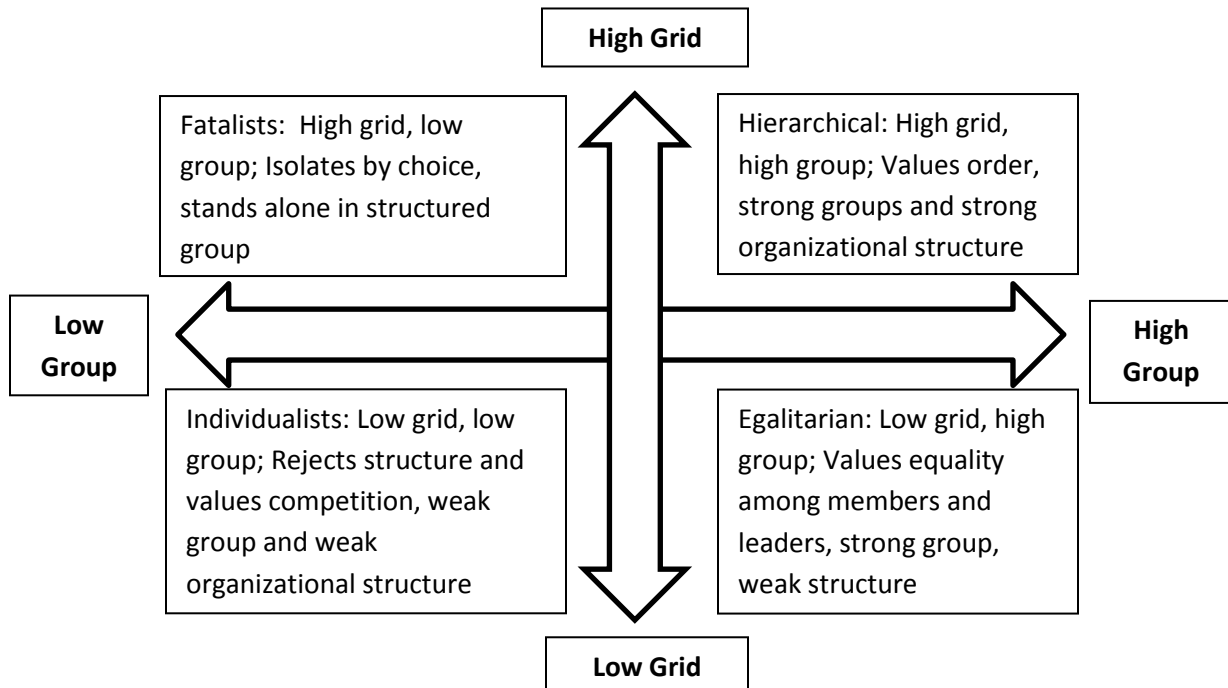 High Grid
Fatalists:  High grid, low
group; Isolates by choice,
stands alone in structured
group
Hierarchical: High grid,
high group; Values order,
strong groups and strong
organizational structure
Low
Group
High
Group
Individualists: Low grid, low
group; Rejects structure and
values competition, weak
group and weak
organizational structure
Egalitarian: Low grid, high
group; Values equality
among members and
leaders, strong group,
weak structure
Low Grid